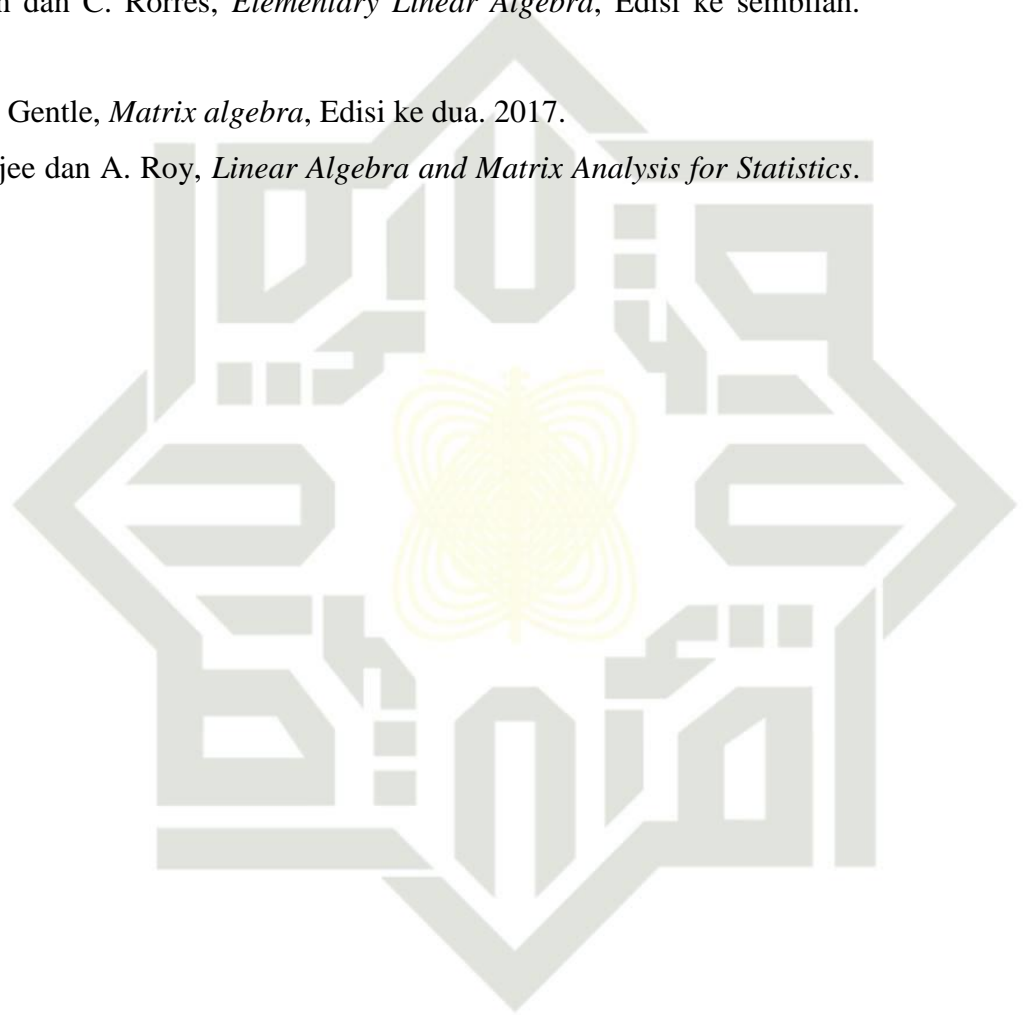 dan C. Rorres, Elementary Linear Algebra, Edisi ke sembilan.
Gentle, Matrix algebra, Edisi ke dua. 2017.
jee dan A. Roy, Linear Algebra and Matrix Analysis for Statistics.